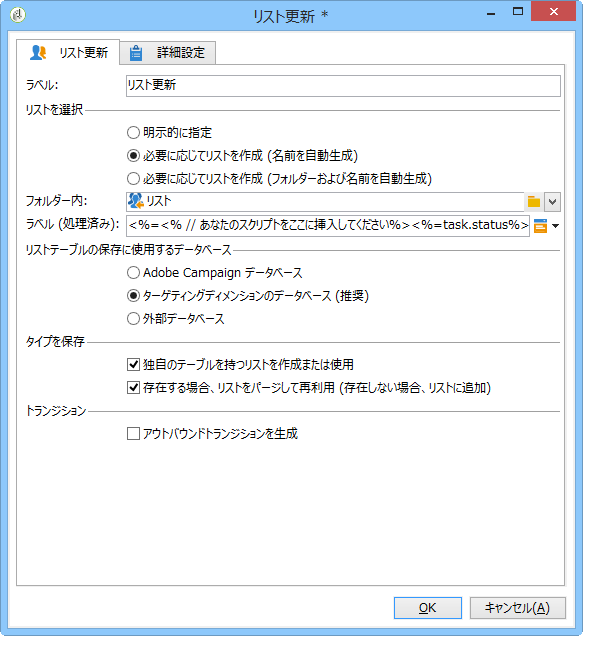 リスト更新 *
リスト更新
詳細設定
ラベル:
リスト更新
リストを選択
明示的に指定
必要に応じてリストを作成 (名前を自動生成)
必要に応じてリストを作成 (フォルダーおよび名前を自動生成)
フォルダー内:
リスト
ラベル (処理済み):
<%=<% // あなたのスクリプトをここに挿入してください%><%=task.status%>
リストテーブルの保存に使用するデータベース
Adobe Campaign データベース
ターゲティングディメンションのデータベース (推奨)
外部データベース
タイプを保存
独自のテーブルを持つリストを作成または使用
存在する場合、リストをパージして再利用 (存在しない場合、リストに追加)
トランジション
アウトバウンドトランジションを生成
OK
キャンセル(A)